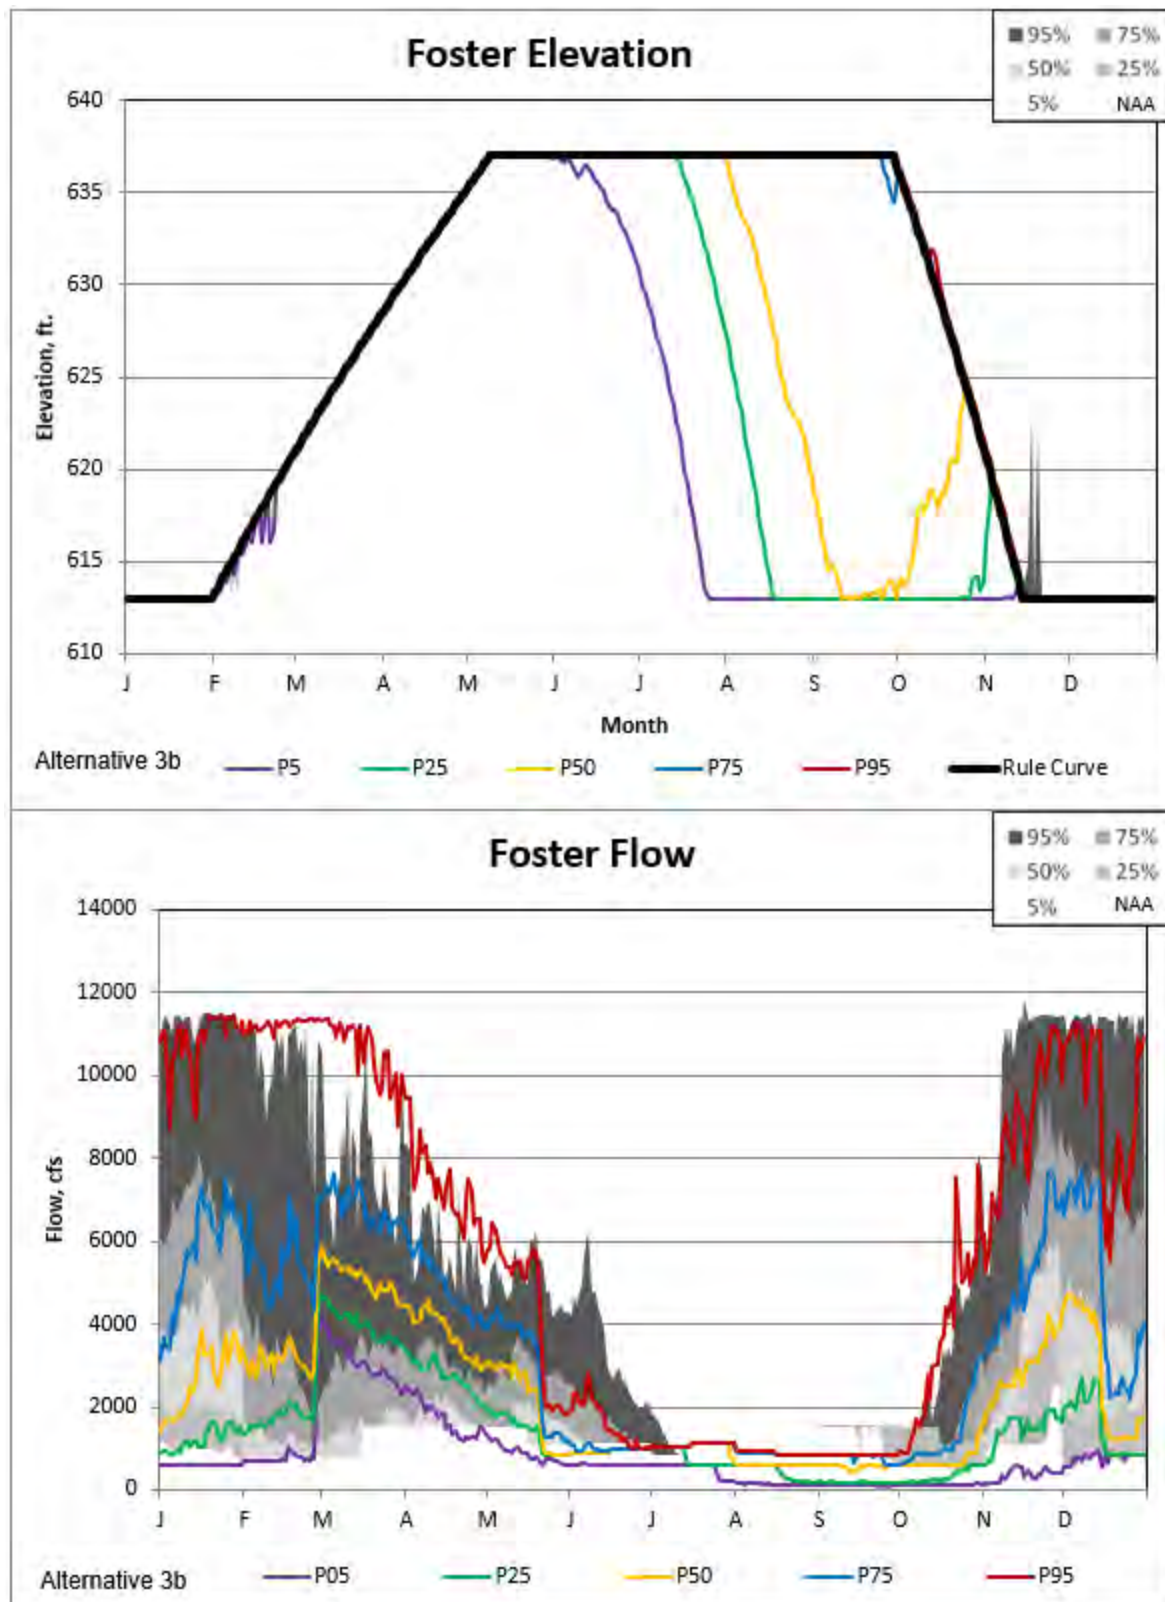 Foster Elevation
95% 75%
50% 25%
5% NAA
640
635
630
625
620
615
610
Elevation, ft.
J F M A M J J A S O N D
Month
Alternative 3b P5 P25 P50 P75 P95 Rule Curve
Foster Flow
95% 75%
50% 25%
5% NAA
14000
12000
10000
8000
6000
4000
2000
0
Flow, cfs
J F M A M J J A S O N D
Alternative 3b P05 P25 P50 P75 P95